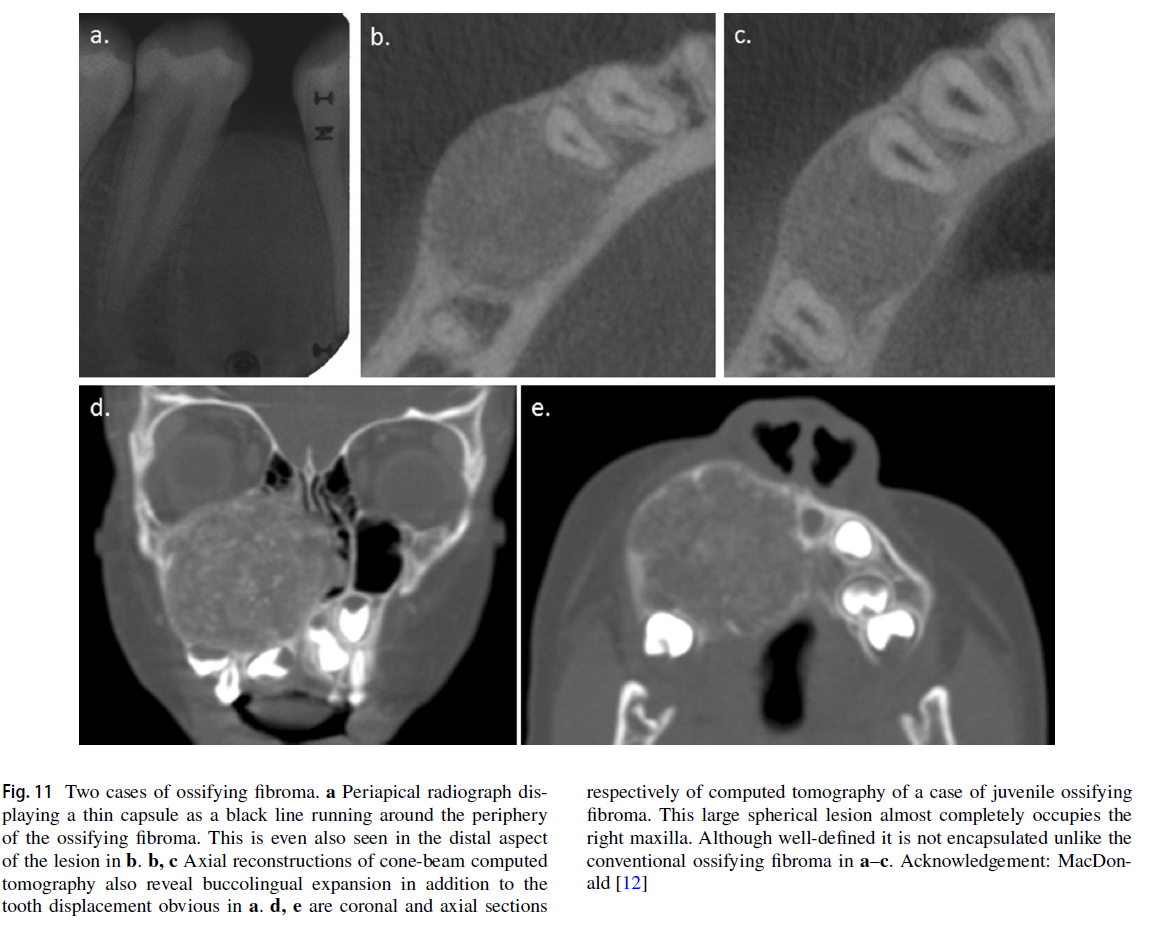 a.
b.
c.
d.
e.
Fig. 11 Two cases of ossifying fibroma. a Periapical radiograph dis-
playing a thin capsule as a black line running around the periphery
of the ossifying fibroma. This is even also seen in the distal aspect
of the lesion in b. b, c Axial reconstructions of cone-beam computed
tomography also reveal buccolingual expansion in addition to the
tooth displacement obvious in a. d, e are coronal and axial sections
respectively of computed tomography of a case of juvenile ossifying
fibroma. This large spherical lesion almost completely occupies the
right maxilla. Although well-defined it is not encapsulated unlike the
conventional ossifying fibroma in a–c. Acknowledgement: MacDon-
ald [12]